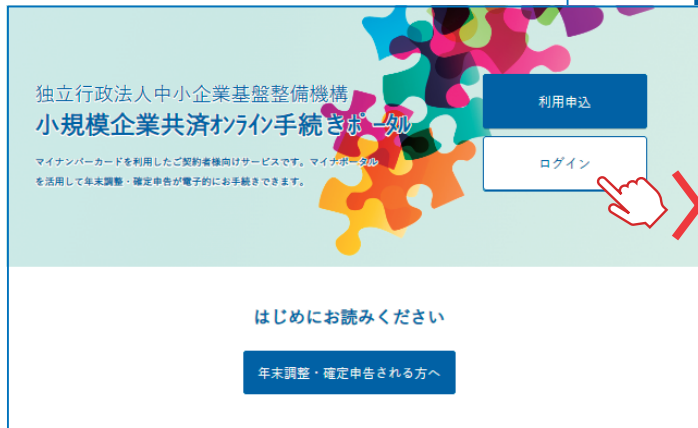 独立行政法人中小企業基盤整備機構
小規模企業共済オンライン手続きポータル
マイナンバーカードを利用したご契約者様向けサービスです。マイナポータル
を活用して年末調整・確定申告が電子的にお手続きできます。
利用申込
ログイン
はじめにお読みください
年末調整・確定申告される方へ